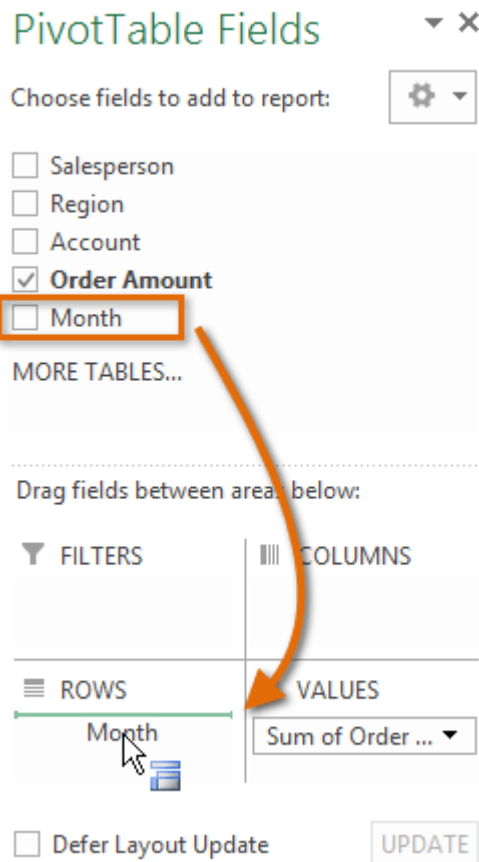 PivotTable Fields
Choose fields to add to report:
Salesperson
Region
Account
Order Amount
Month
MORE TABLES...
Drag fields between areas below:
FILTERS
COLUMNS
ROWS
VALUES
Month
Sum of Order ...
Defer Layout Update
UPDATE